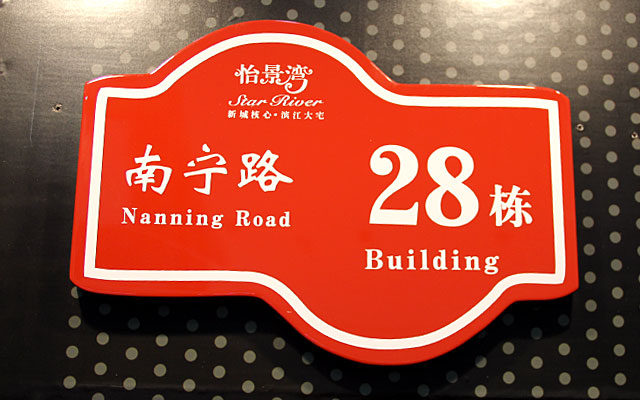 怡景湾
Star River
新城核心·滨江大宅
南宁路
Nanning Road
28栋
Building